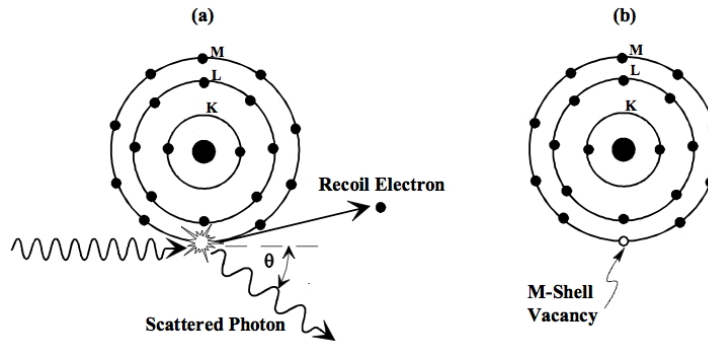 (a)
M
L
K
Recoil Electron
θ
Scattered Photon
(b)
M
L
K
M-Shell
Vacancy